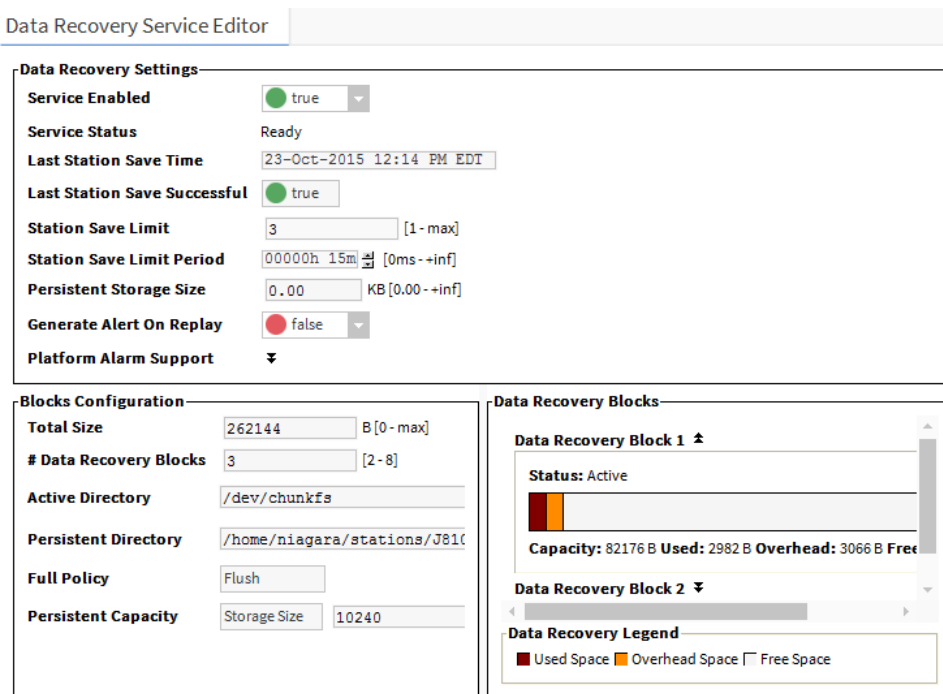 Data Recovery Service Editor
Data Recovery Settings
Service Enabled true
Service Status Ready
Last Station Save Time 23-Oct-2015 12:14 PM EDT
Last Station Save Successful true
Station Save Limit 3 [1 - max]
Station Save Limit Period 00000h 15m [0ms - +inf]
Persistent Storage Size 0.00 KB [0.00 - +inf]
Generate Alert On Replay false
Platform Alarm Support
Blocks Configuration
Total Size 262144 B [0 - max]
# Data Recovery Blocks 3 [2 - 8]
Active Directory /dev/chunkfs
Persistent Directory /home/niagara/stations/J810
Full Policy Flush
Persistent Capacity Storage Size 10240
Data Recovery Blocks
Data Recovery Block 1
Status: Active
Capacity: 82176 B Used: 2982 B Overhead: 3066 B Free
Data Recovery Block 2
Data Recovery Legend
Used Space Overhead Space Free Space